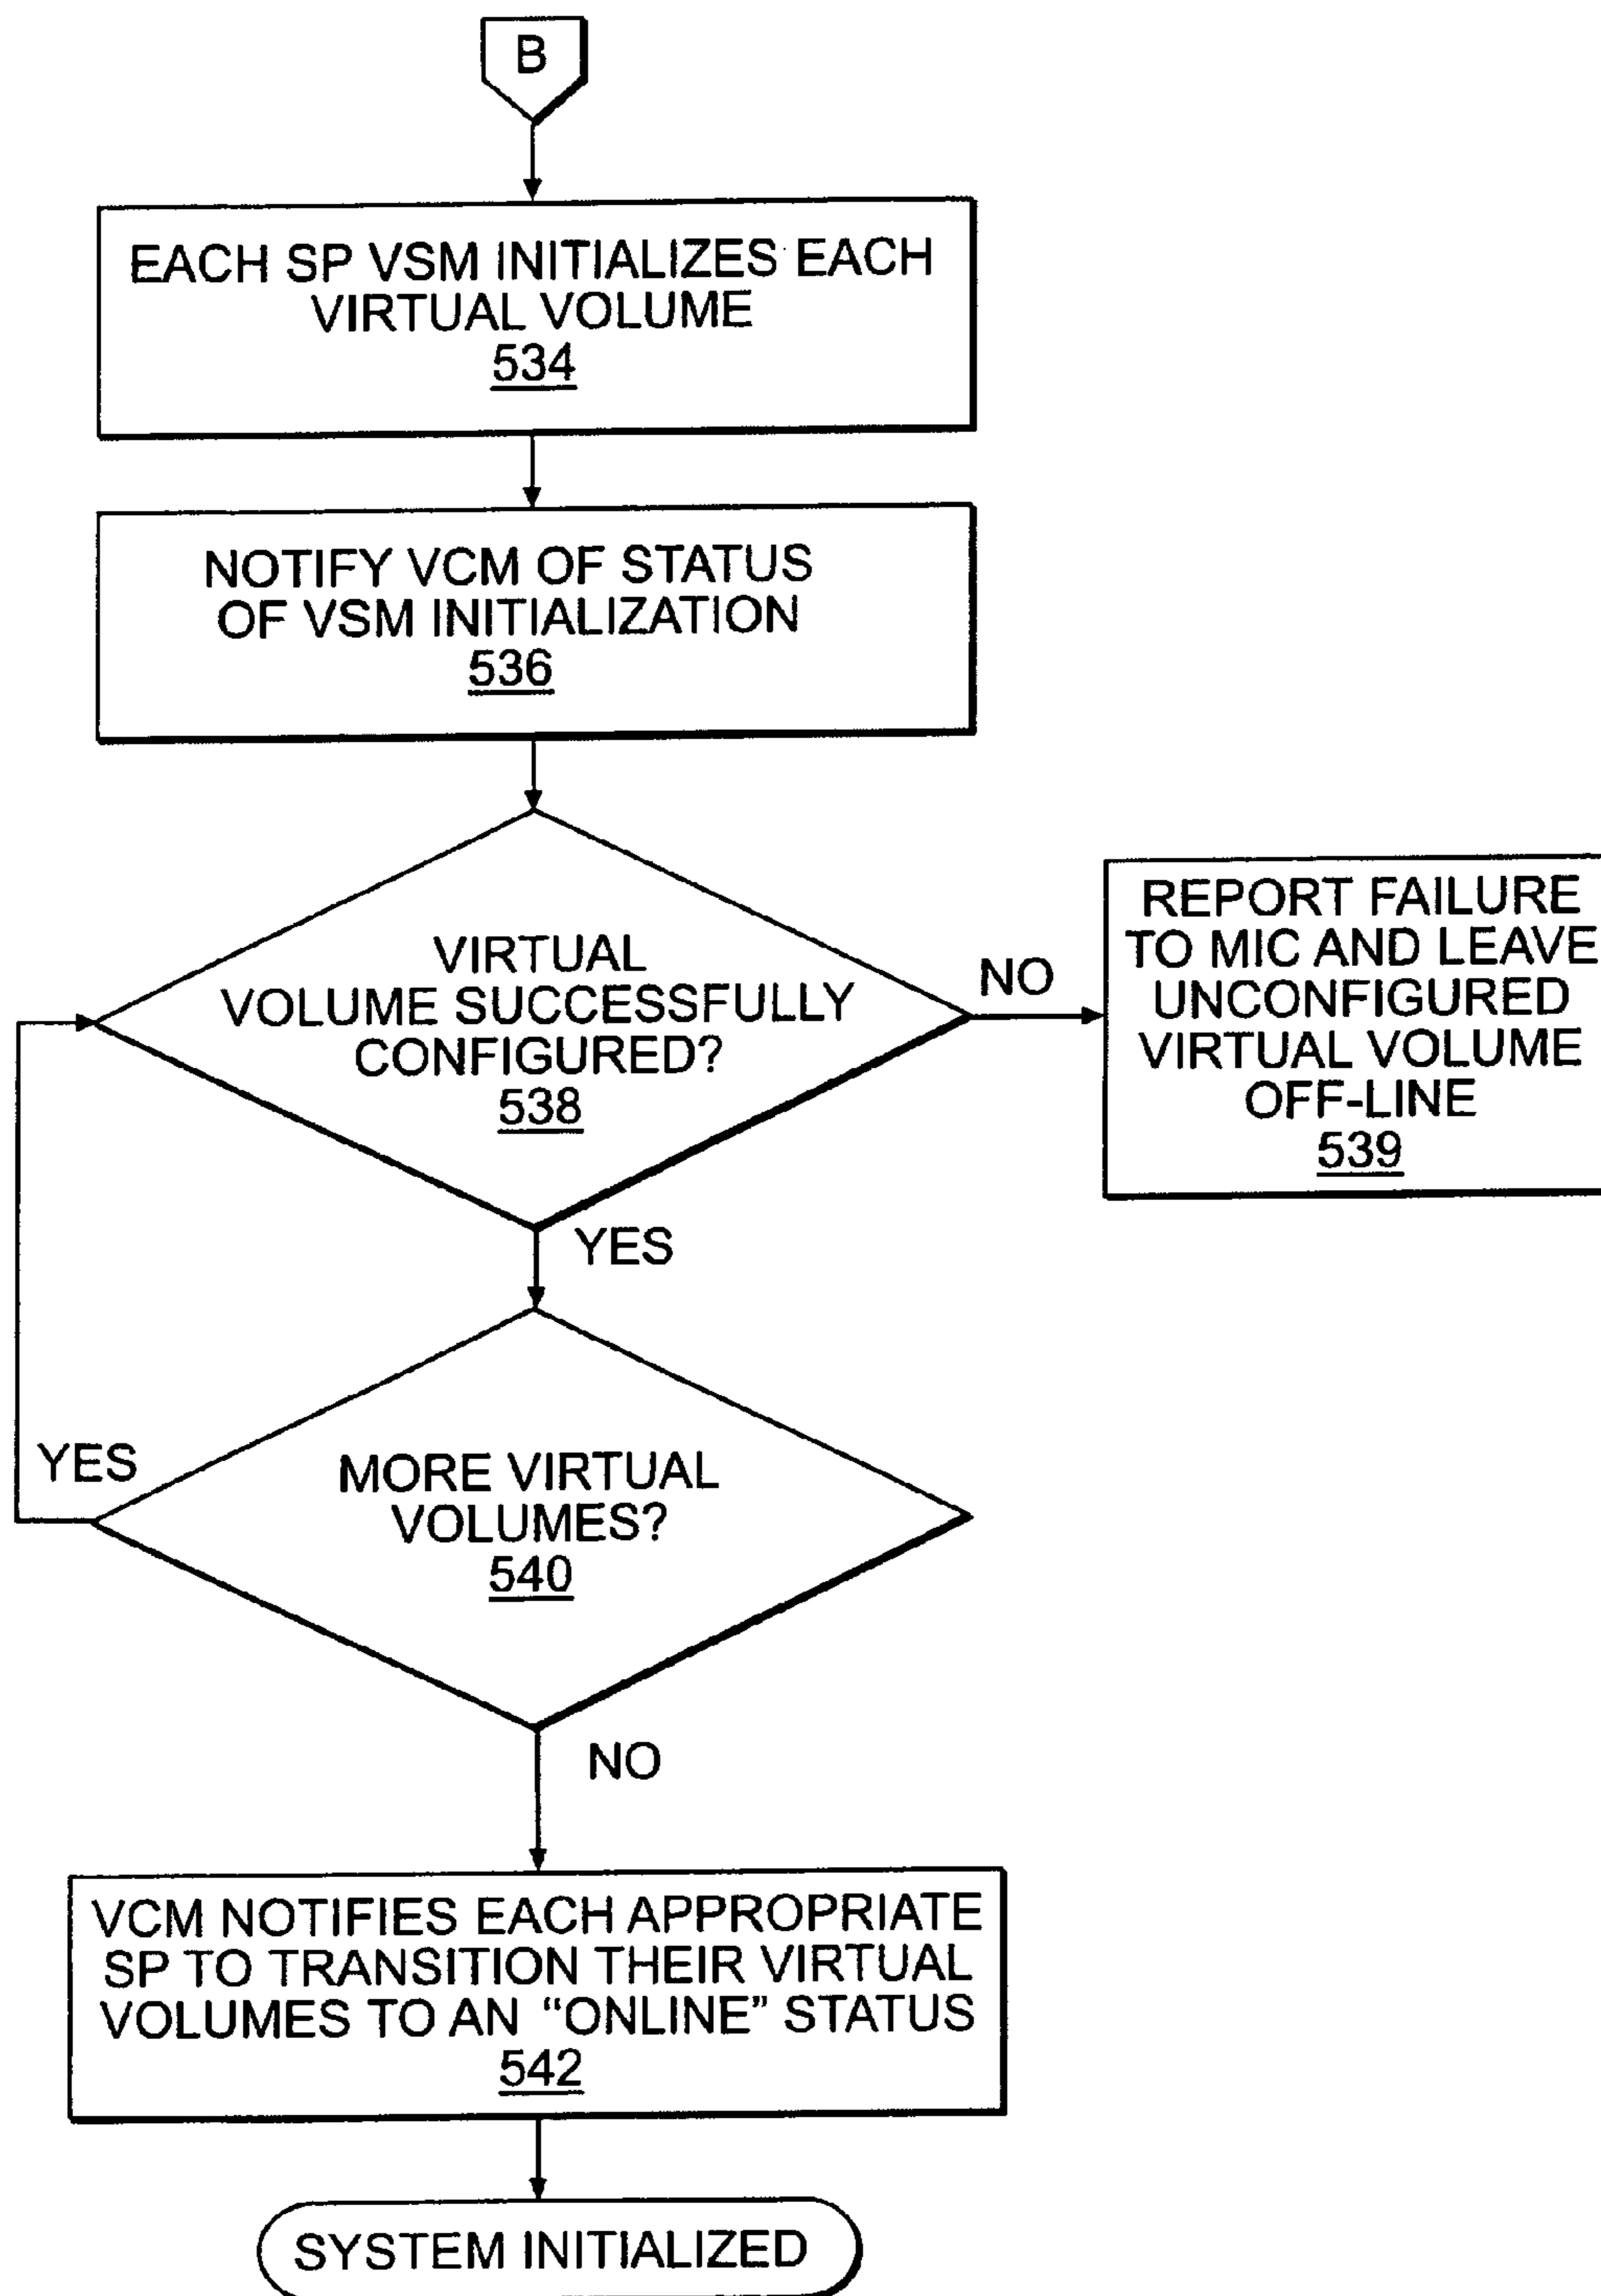 B
EACH SP VSM INITIALIZES EACH
VIRTUAL VOLUME
534
NOTIFY VCM OF STATUS
OF VSM INITIALIZATION
536
VIRTUAL
VOLUME SUCCESSFULLY
CONFIGURED?
538
NO
REPORT FAILURE
TO MIC AND LEAVE
UNCONFIGURED
VIRTUAL VOLUME
OFF-LINE
539
YES
YES
MORE VIRTUAL
VOLUMES?
540
NO
VCM NOTIFIES EACH APPROPRIATE
SP TO TRANSITION THEIR VIRTUAL
VOLUMES TO AN “ONLINE” STATUS
542
SYSTEM INITIALIZED